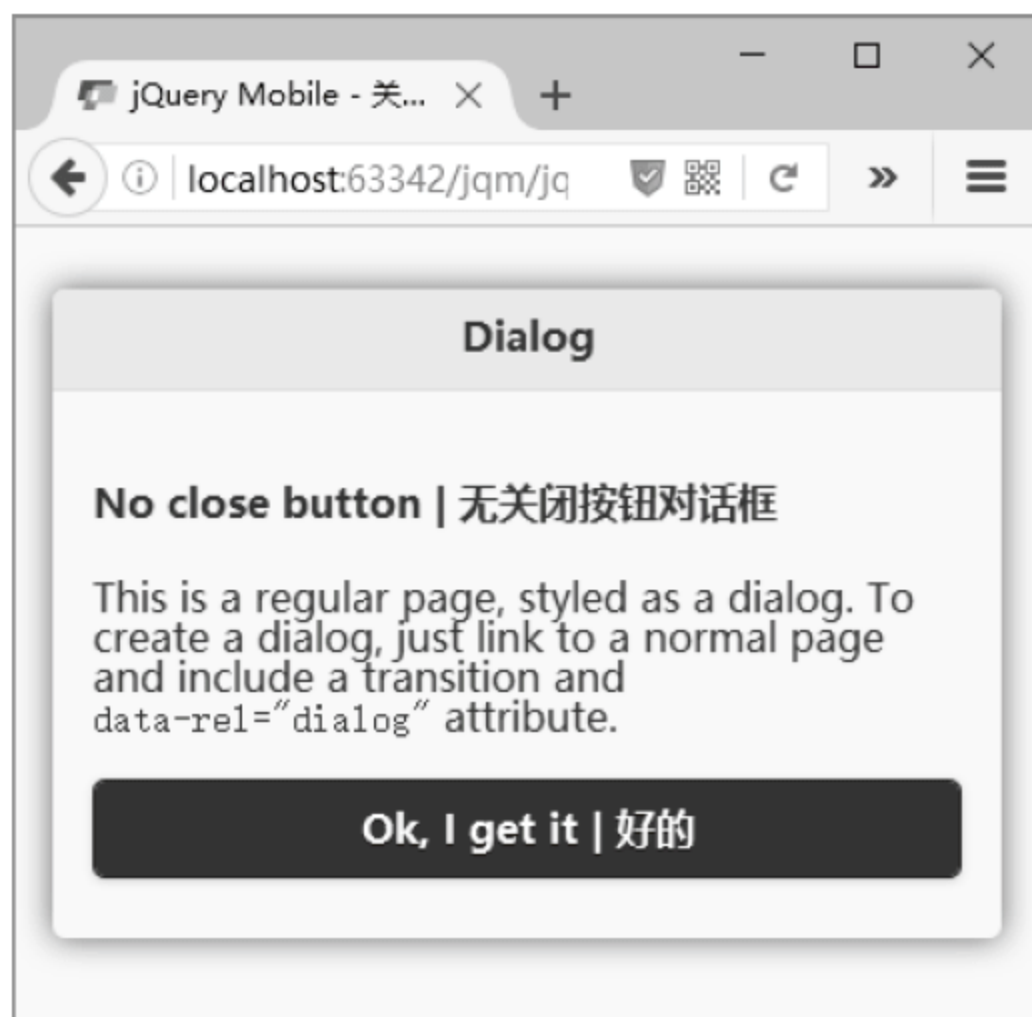 jQuery Mobile - 关...
localhost:63342/jqm/jq
Dialog
No close button | 无关闭按钮对话框
This is a regular page, styled as a dialog. To
create a dialog, just link to a normal page
and include a transition and
data-rel="dialog" attribute.
Ok, I get it | 好的